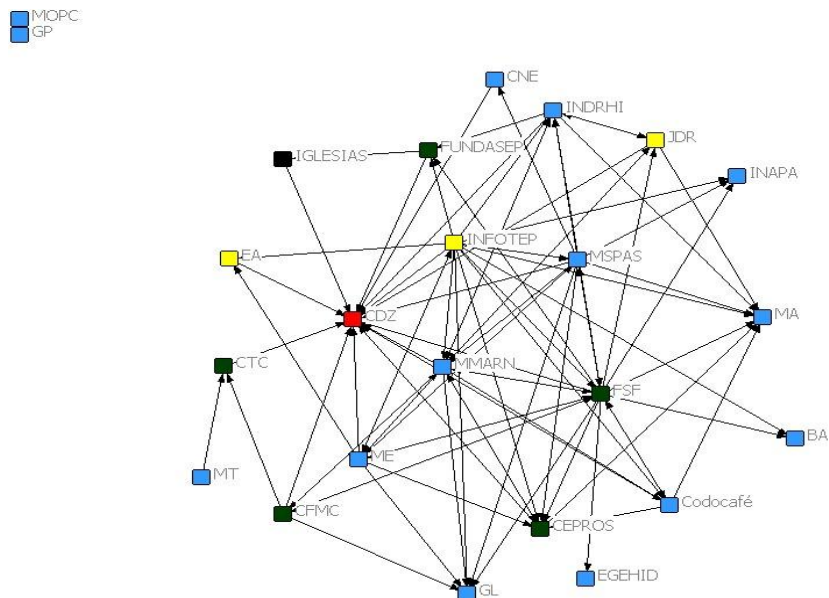 MOPC
GP
CNE
INDRHI
JDR
FUNDASEP
IGLESIAS
INAPA
INFOTEP
EA
MSPAS
CDZ
MA
CTC
MMARN
FSF
BA
ME
MT
Codocafé
CFMC
CEPROS
EGEHID
GL